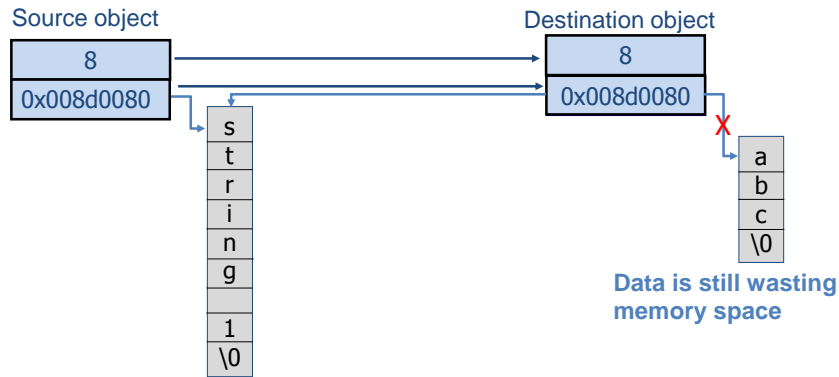 Source object
Destination object
8
8
0x008d0080
0x008d0080
s
t
r
i
n
g
1
\0
X
a
b
c
\0
Data is still wasting
memory space